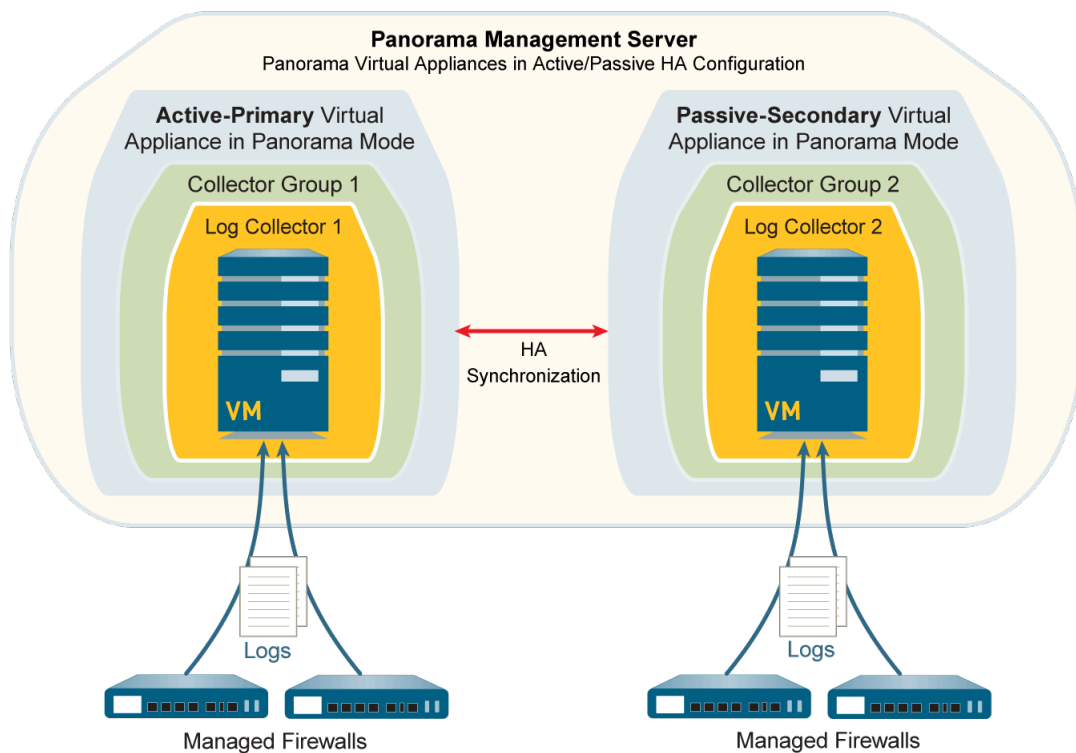 Panorama Management Server
Panorama Virtual Appliances in Active/Passive HA Configuration
Active-Primary Virtual
Appliance in Panorama Mode
Collector Group 1
Log Collector 1
VM
Passive-Secondary Virtual
Appliance in Panorama Mode
Collector Group 2
Log Collector 2
VM
HA
Synchronization
Logs
Managed Firewalls
Logs
Managed Firewalls